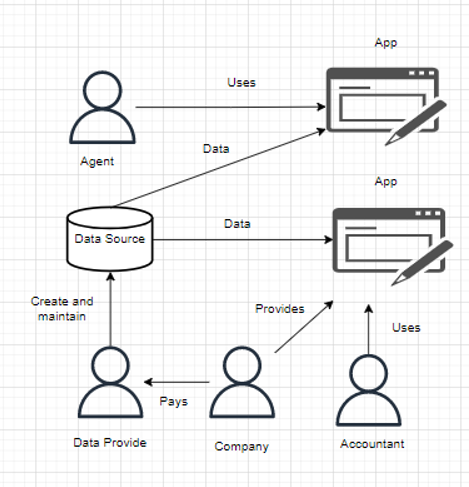 App
Uses
Agent
Data
App
Data Source
Data
Create and
maintain
Provides
Uses
Pays
Data Provide
Company
Accountant